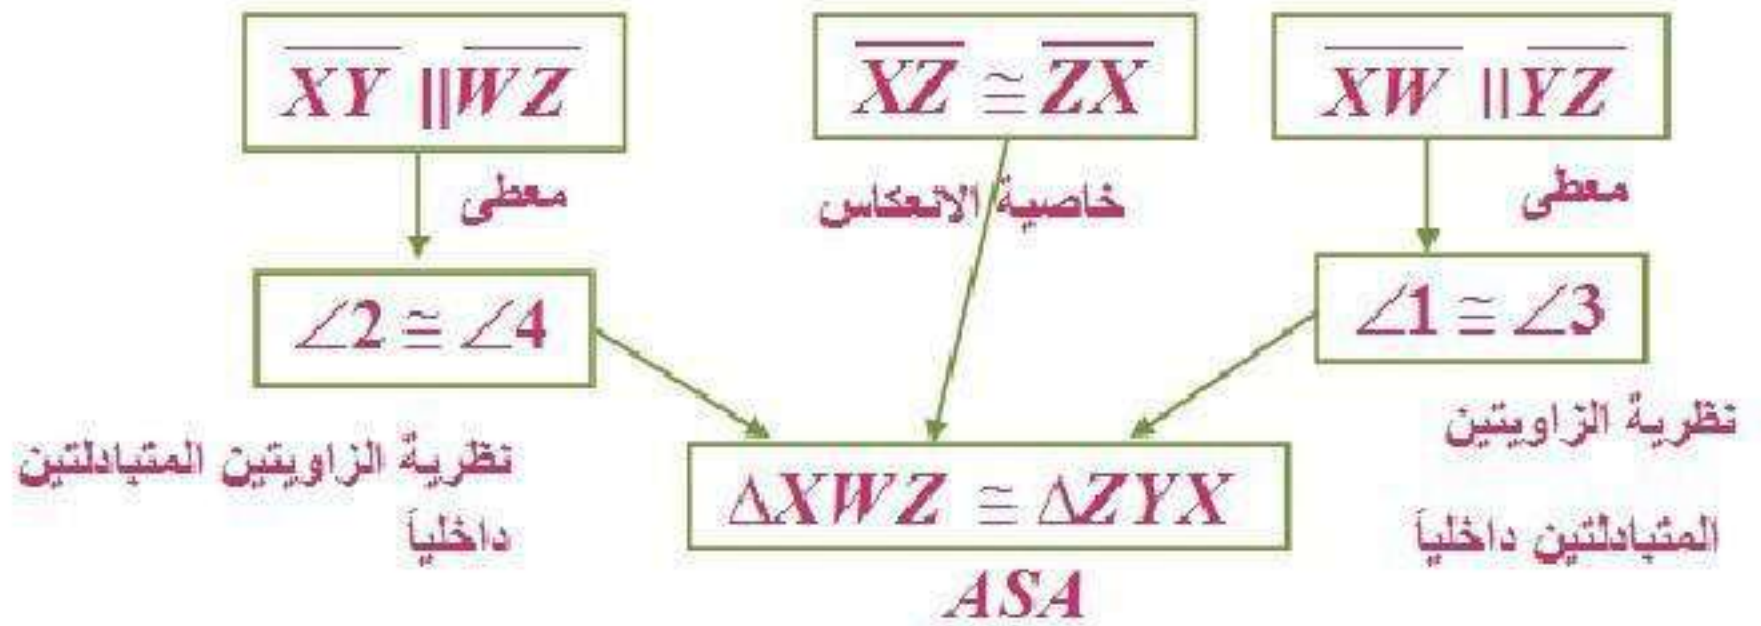 XY || WZ
XZ ≅ ZX
XW || YZ
معطى
خاصية الانعكاس
معطى
∠2 ≅ ∠4
∠1 ≅ ∠3
نظرية الزاويتين المتبادلتين
داخلياً
نظرية الزاويتين
المتبادلتين داخلياً
ΔXWZ ≅ ΔZYX
ASA